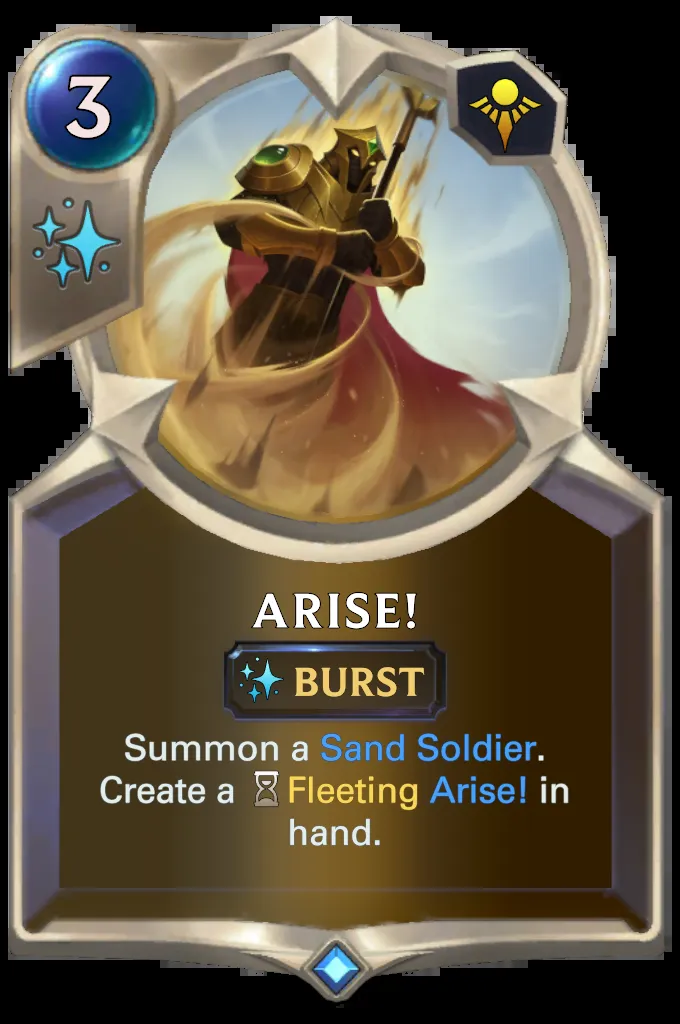 3
ARISE!
BURST
Summon a Sand Soldier.
Create a Fleeting Arise! in
hand.